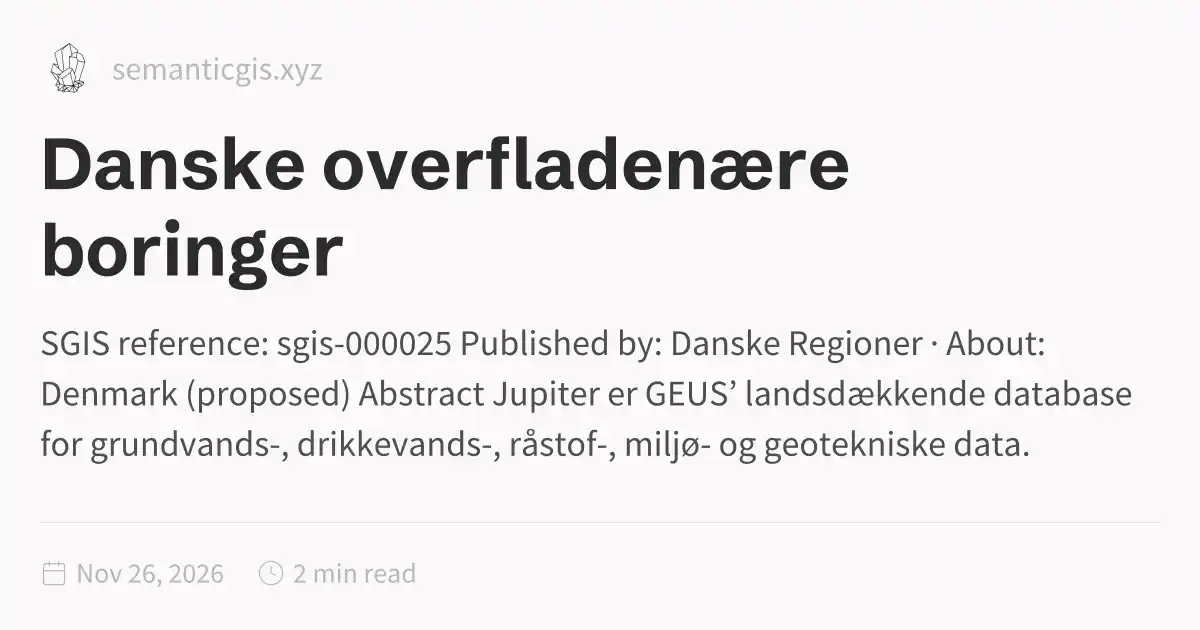 semanticgis.xyz
Danske overfladenære
boringer
SGIS reference: sgis-000025 Published by: Danske Regioner · About:
Denmark (proposed) Abstract Jupiter er GEUS’ landsdækkende database
for grundvands-, drikkevands-, råstof-, miljø- og geotekniske data.
Nov 26, 2026 2 min read